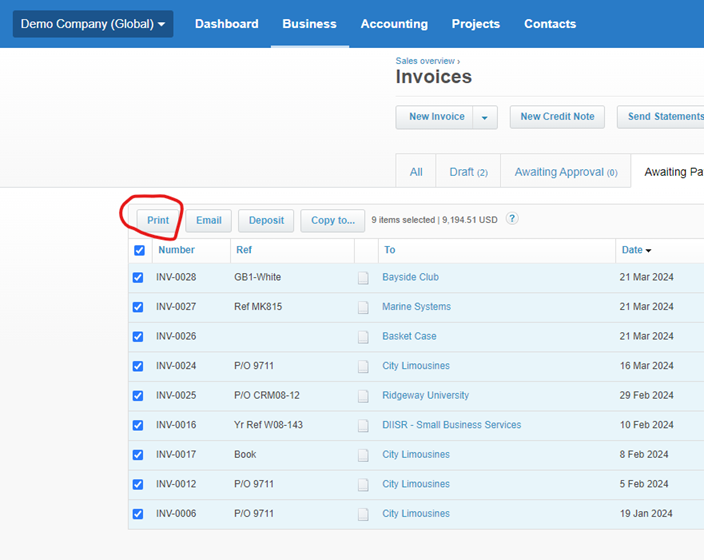 Demo Company (Global) Dashboard Business Accounting Projects Contacts
Sales overview ›
Invoices
New Invoice New Credit Note Send Statements
All Draft (2) Awaiting Approval (0) Awaiting Pa
Print Email Deposit Copy to... 9 items selected | 9,194.51 USD ?
Number Ref To Date
INV-0028 GB1-White Bayside Club 21 Mar 2024
INV-0027 Ref MK815 Marine Systems 21 Mar 2024
INV-0026 Basket Case 21 Mar 2024
INV-0024 P/O 9711 City Limousines 16 Mar 2024
INV-0025 P/O CRM08-12 Ridgeway University 29 Feb 2024
INV-0016 Yr Ref W08-143 DIISR - Small Business Services 10 Feb 2024
INV-0017 Book City Limousines 8 Feb 2024
INV-0012 P/O 9711 City Limousines 5 Feb 2024
INV-0006 P/O 9711 City Limousines 19 Jan 2024